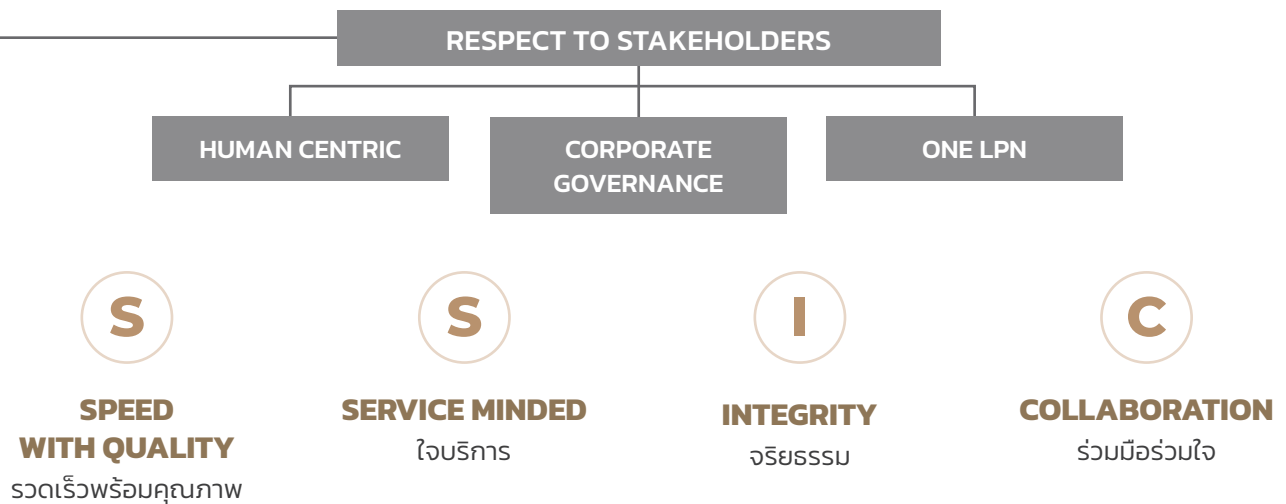 RESPECT TO STAKEHOLDERS
HUMAN CENTRIC
CORPORATE
GOVERNANCE
ONE LPN
S
SPEED
WITH QUALITY
รวดเร็วพร้อมคุณภาพ
S
SERVICE MINDED
ใจบริการ
I
INTEGRITY
จริยธรรม
C
COLLABORATION
ร่วมมือร่วมใจ